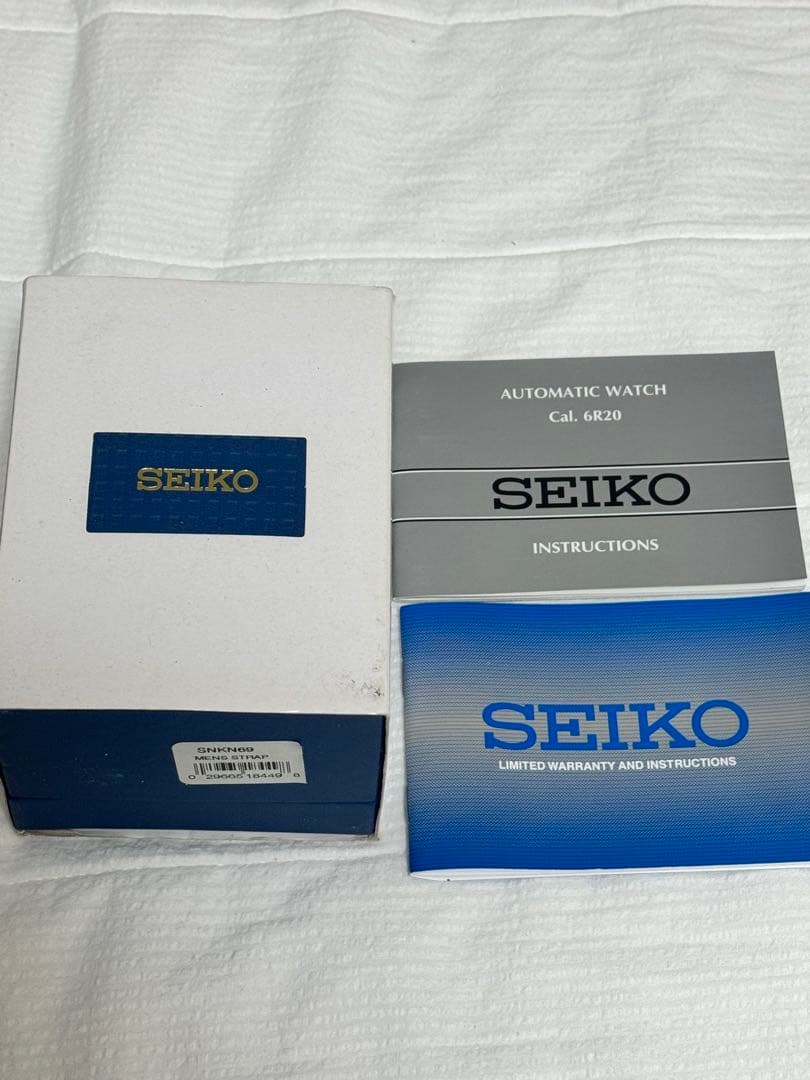 SEIKO
SNKN69
MENS STRAP
0 29665 18449 8
AUTOMATIC WATCH
Cal. 6R20
SEIKO
INSTRUCTIONS
SEIKO
LIMITED WARRANTY AND INSTRUCTIONS